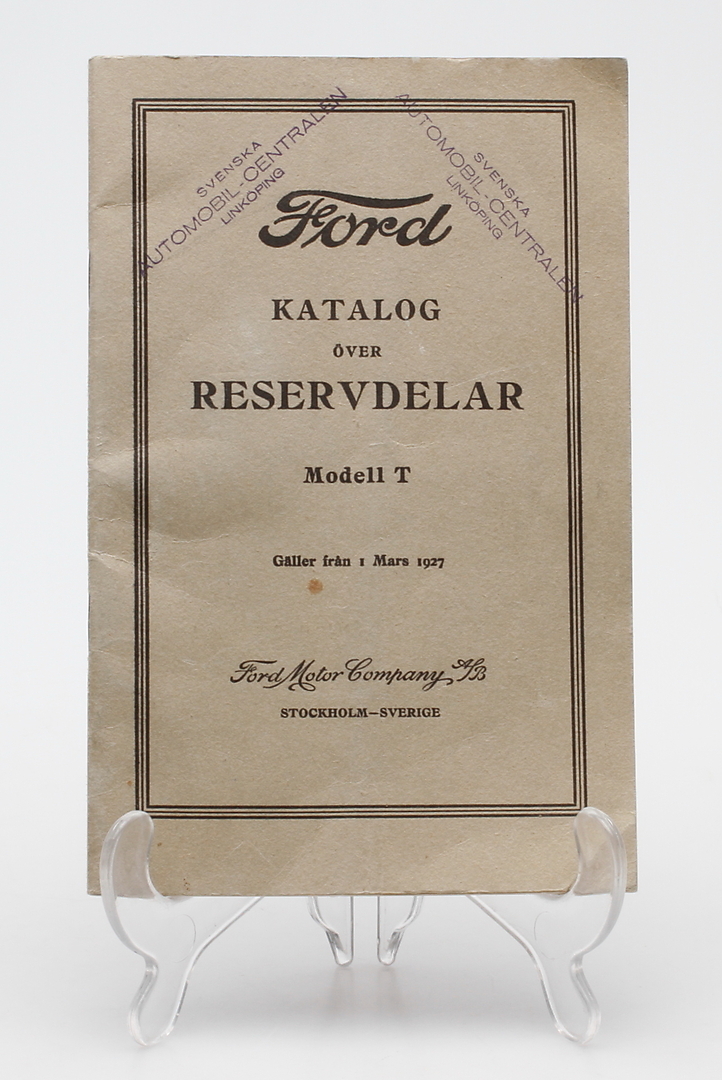 SVENSKA
AUTOMOBIL-CENTRALEN
LINKÖPING
SVENSKA
AUTOMOBIL-CENTRALEN
LINKÖPING
Ford
KATALOG
ÖVER
RESERVDELAR
Modell T
Gäller från 1 Mars 1927
Ford Motor Company A/B
STOCKHOLM—SVERIGE